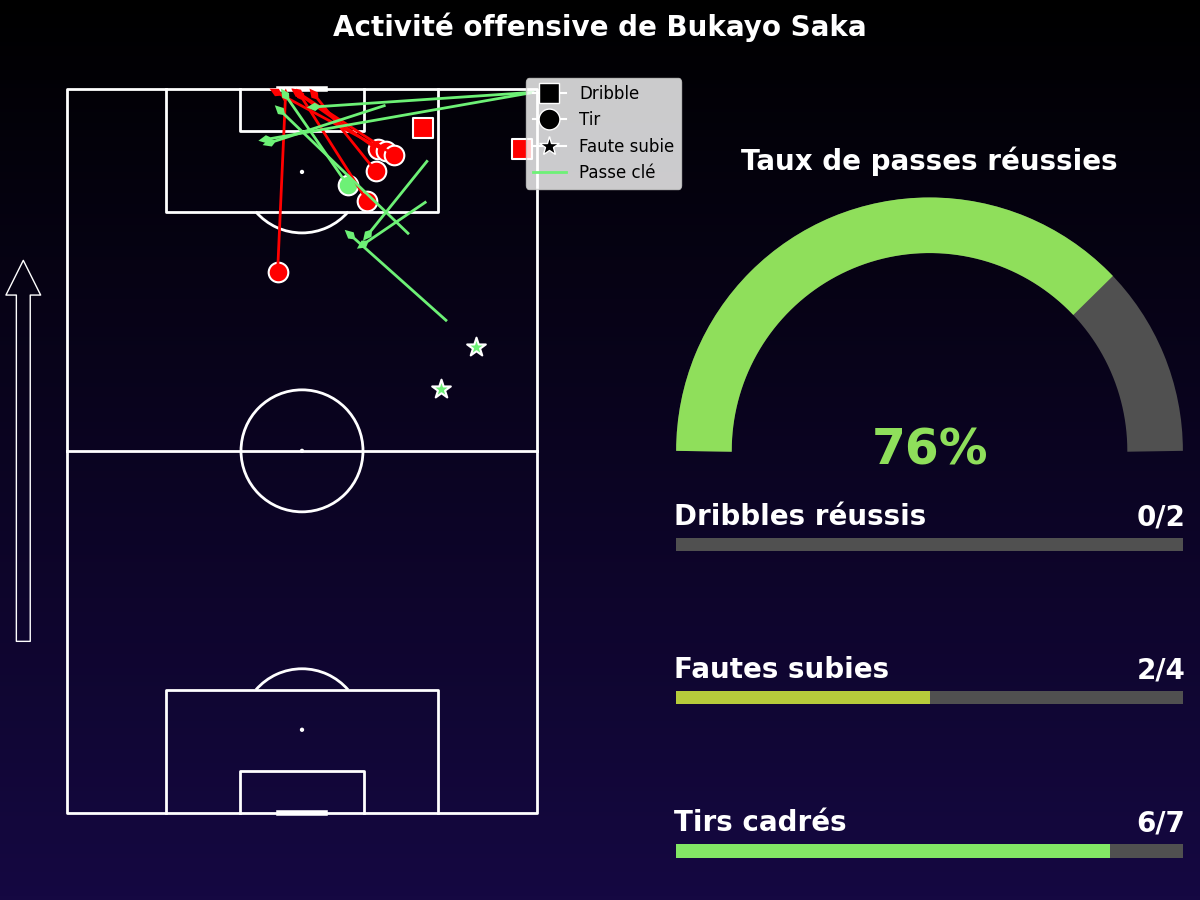 Activité offensive de Bukayo Saka
Dribble
Tir
Faute subie
Passe clé
Taux de passes réussies
76%
Dribbles réussis 0/2
Fautes subies 2/4
Tirs cadrés 6/7